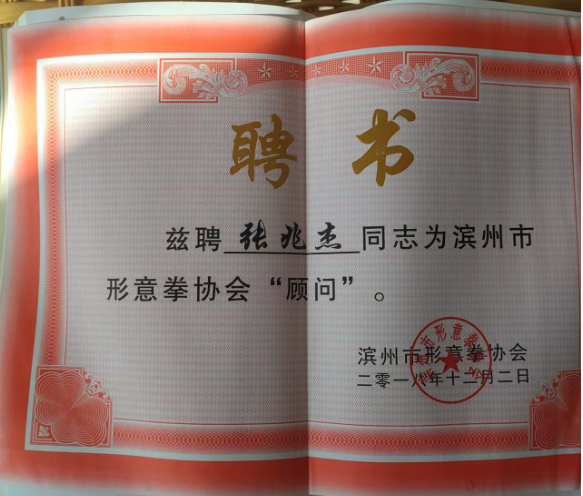 聘书
兹聘 张兆杰 同志为滨州市
形意拳协会“顾问”。
滨州市形意拳协会
二零一八年十二月二日